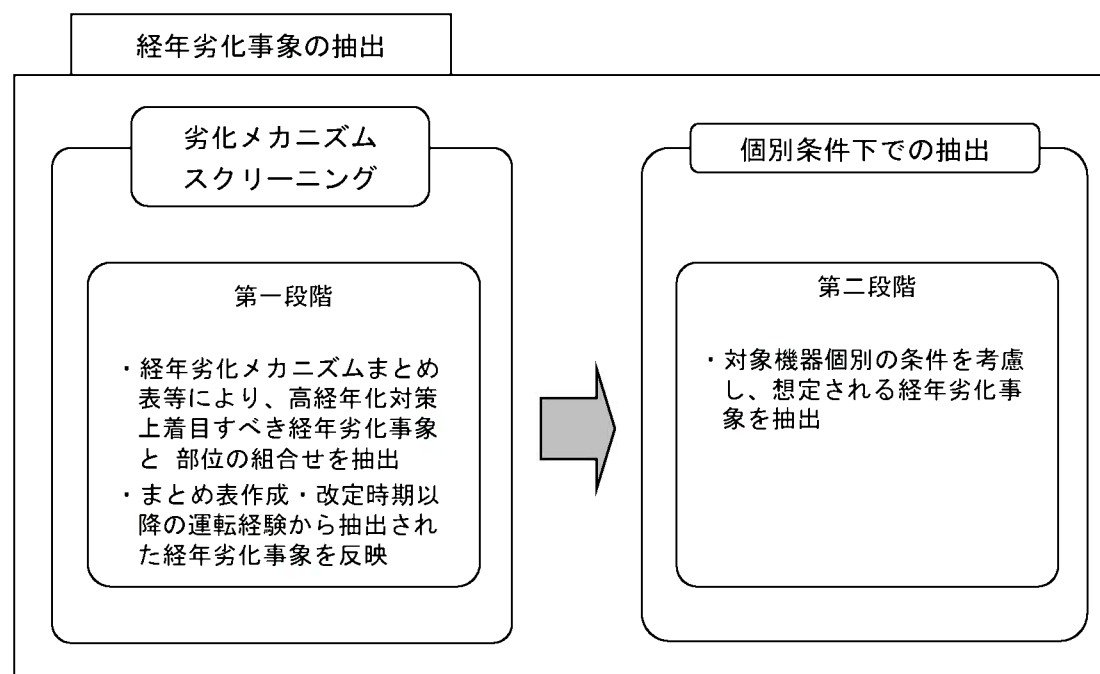 経年劣化事象の抽出
劣化メカニズム
スクリーニング
第一段階
・経年劣化メカニズムまとめ
表等により、高経年化対策
上着目すべき経年劣化事象
と 部位の組合せを抽出
・まとめ表作成・改定時期以
降の運転経験から抽出され
た経年劣化事象を反映
個別条件下での抽出
第二段階
・対象機器個別の条件を考慮
し、想定される経年劣化事
象を抽出